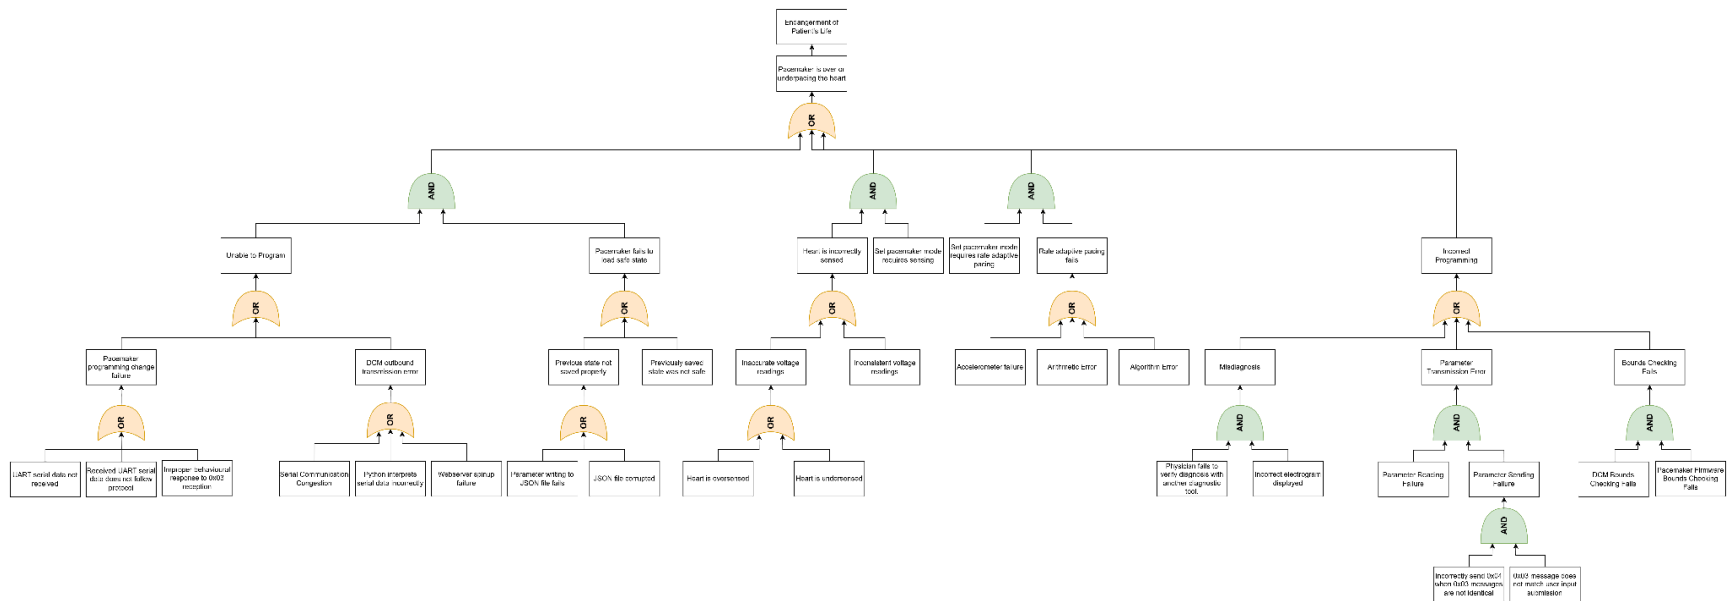 Endangerment of
Patient's Life
Pacemaker is over or
underpacing the heart
OR
AND
AND
AND
Unable to Program
Pacemaker fails to
load safe state
Heart is incorrectly
sensed
Set pacemaker mode
requires sensing
Set pacemaker mode
requires rate adaptive
pacing
Rate adaptive pacing
fails
Incorrect
Programming
OR
OR
OR
OR
OR
Pacemaker
programming change
failure
DCM outbound
transmission error
Previous state not
saved properly
Previously saved
state was not safe
Inaccurate voltage
readings
Inconsistent voltage
readings
Accelerometer failure
Arithmetic Error
Algorithm Error
Misdiagnosis
Parameter
Transmission Error
Bounds Checking
Fails
OR
OR
OR
OR
AND
AND
AND
UART serial data not
received
Received UART serial
data does not follow
protocol
Improper behavioural
response to 0x03
reception
Serial Communication
Congestion
Python interprets
serial data incorrectly
Webserver spinup
failure
Parameter writing to
JSON file fails
JSON file corrupted
Heart is oversensed
Heart is undersensed
Physician fails to
verify diagnosis with
another diagnostic
tool.
Incorrect electrogram
displayed
Parameter Reading
Failure
Parameter Sending
Failure
DCM Bounds
Checking Fails
Pacemaker Firmware
Bounds Checking
Fails
AND
Incorrectly send 0x04
when 0x03 messages
are not identical
0x03 message does
not match user input
submission